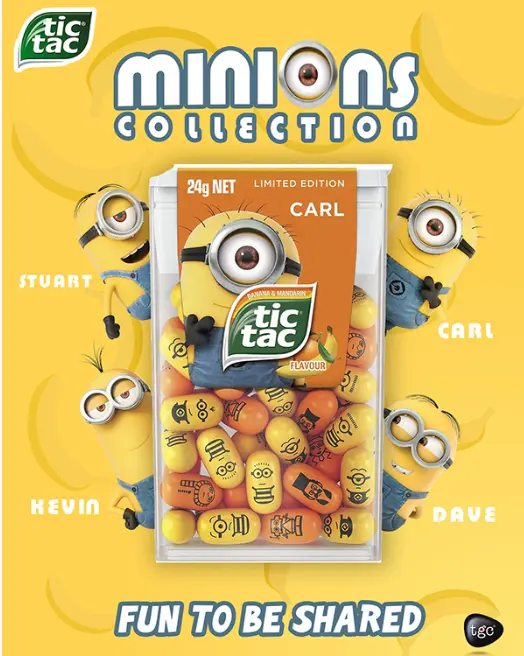 tic
tac
MINIONS
COLLECTION
24g NET
LIMITED EDITION
CARL
BANANA & MANDARIN
tic
tac
FLAVOUR
STUART
CARL
KEVIN
DAVE
FUN TO BE SHARED
tgc